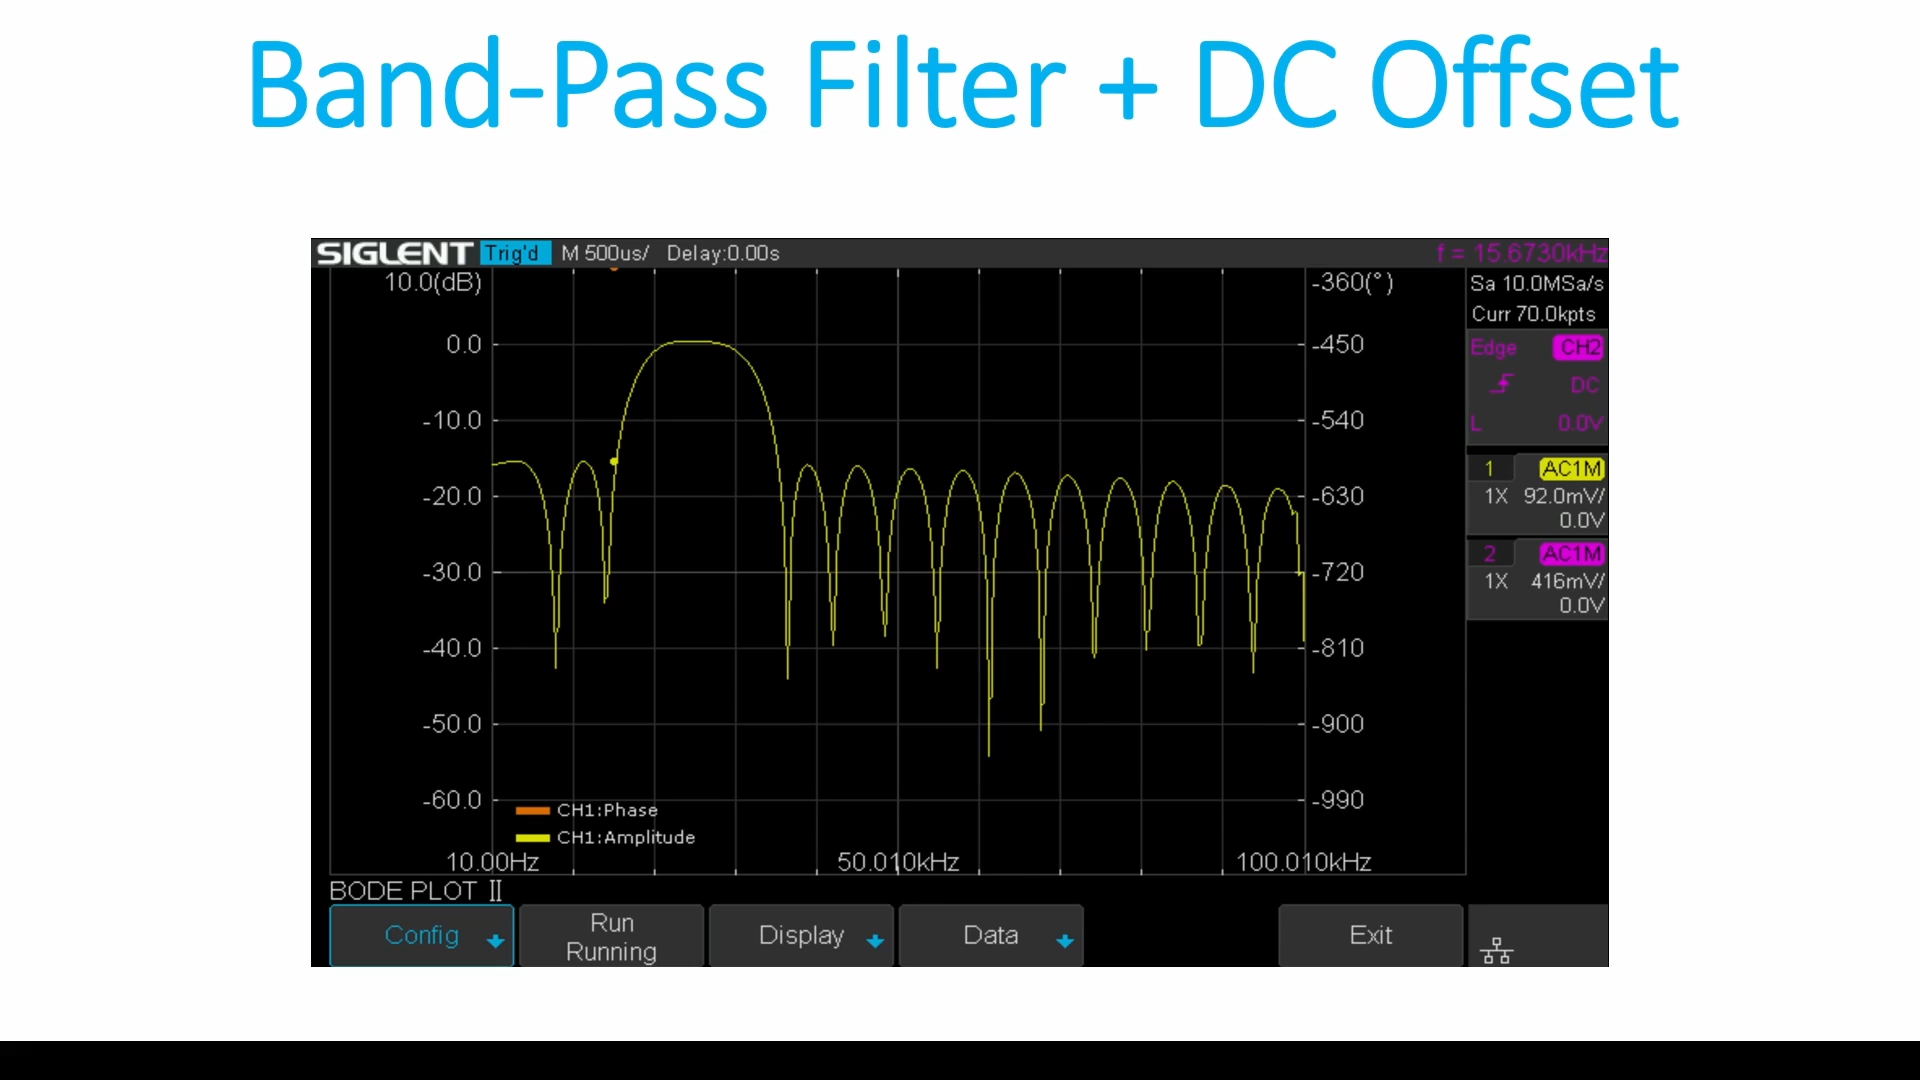 Band-Pass Filter + DC Offset
SIGLENT Trig'd M 500us/ Delay:0.00s f = 15.6730kHz
10.0(dB) -360(°) Sa 10.0MSa/s
Curr 70.0kpts
0.0 -450 Edge CH2
DC
-10.0 -540 L 0.0V
1 AC1M
-20.0 -630 1X 92.0mV/
0.0V
2 AC1M
-30.0 -720 1X 416mV/
0.0V
-40.0 -810
-50.0 -900
-60.0 -990
CH1:Phase
CH1:Amplitude
10.00Hz 50.010kHz 100.010kHz
BODE PLOT II
Config Run Running Display Data Exit